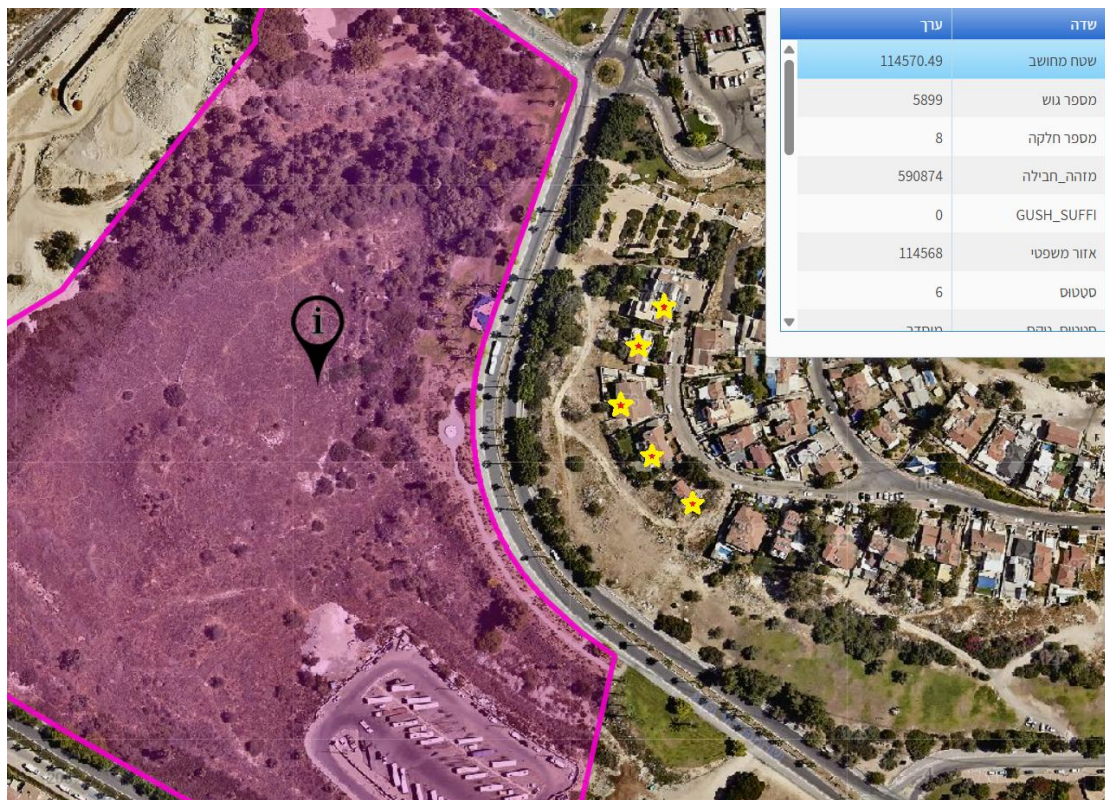 שדה ערך
שטח מחושב 114570.49
מספר גוש 5899
מספר חלקה 8
מזהה_חבילה 590874
GUSH_SUFFI 0
אזור משפטי 114568
סטטוס 6
i